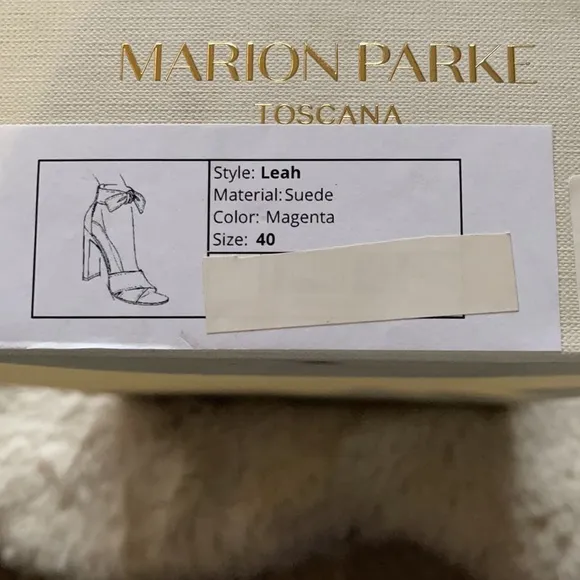 MARION PARKE
TOSCANA
Style: Leah
Material: Suede
Color: Magenta
Size: 40